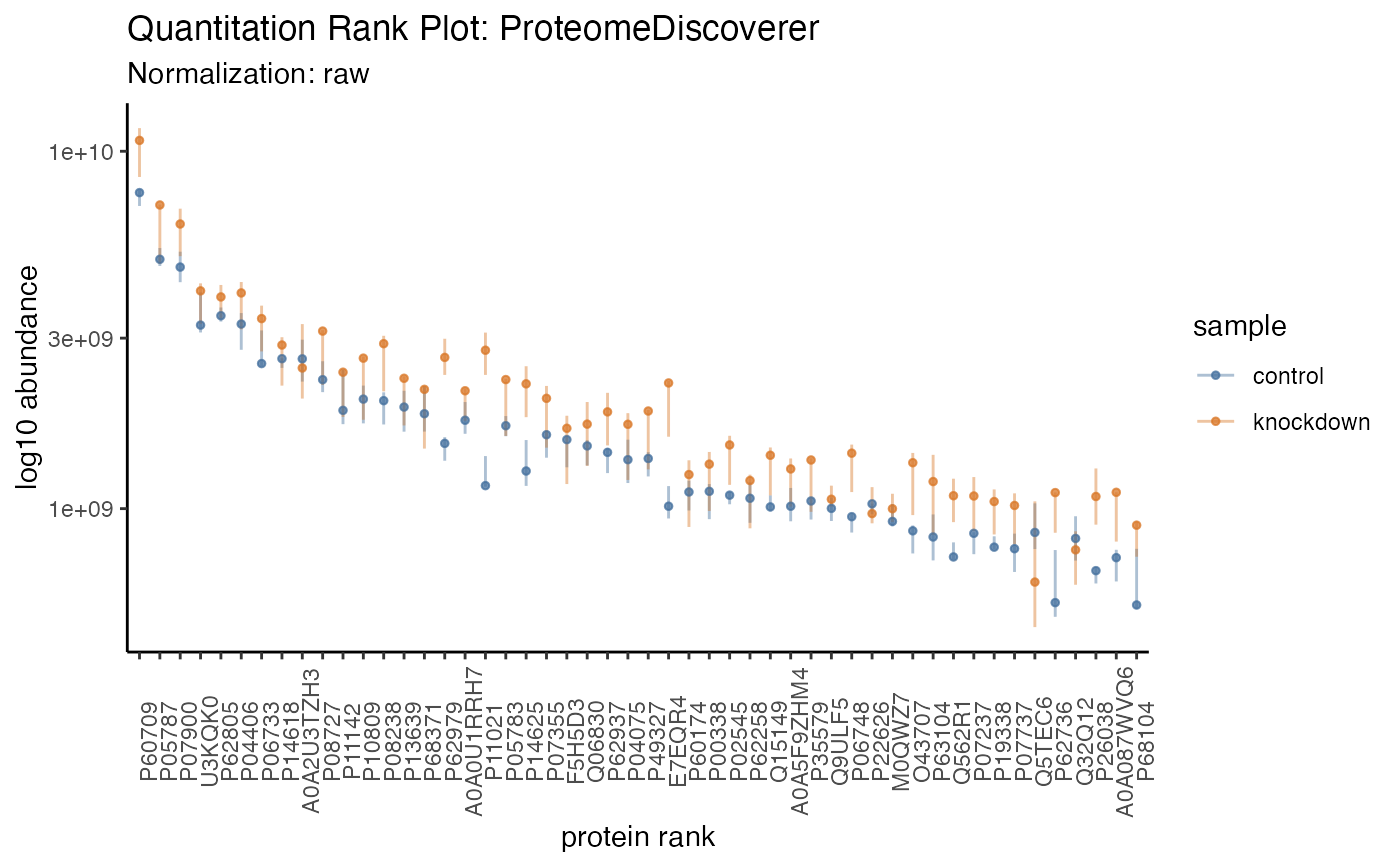 Quantitation Rank Plot: ProteomeDiscoverer
Normalization: raw
log10 abundance
1e+10
3e+09
1e+09
P60709
P05787
P07900
U3KQK0
P62805
P04406
P06733
P14618
A0A2U3TZH3
P08727
P11142
P10809
P08238
P13639
P68371
P62979
A0A0U1RRH7
P11021
P05783
P14625
P07355
F5H5D3
Q06830
P62937
P04075
P49327
E7EQR4
P60174
P00338
P02545
P62258
Q15149
A0A5F9ZHM4
P35579
Q9ULF5
P06748
P22626
M0QWZ7
O43707
P63104
Q562R1
P07237
P19338
P07737
Q5TEC6
P62736
Q32Q12
P26038
A0A087WVQ6
P68104
protein rank
sample
control
knockdown